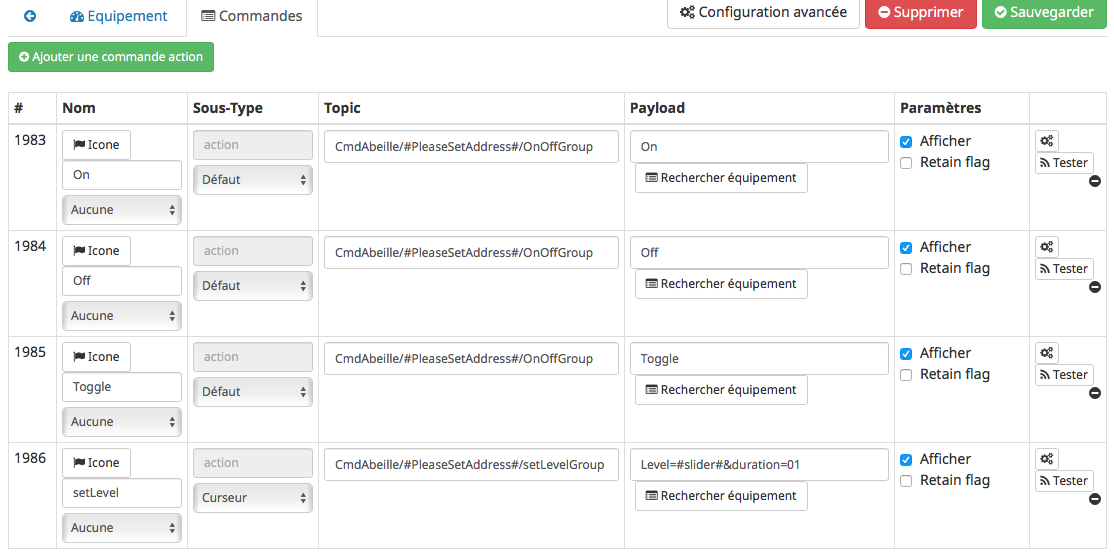 Equipement
Commandes
Configuration avancée
Supprimer
Sauvegarder
Ajouter une commande action
# Nom Sous-Type Topic Payload Paramètres
1983 Icone action CmdAbeille/#PleaseSetAddress#/OnOffGroup On Afficher
On Défaut Rechercher équipement Retain flag Tester
Aucune
1984 Icone action CmdAbeille/#PleaseSetAddress#/OnOffGroup Off Afficher
Off Défaut Rechercher équipement Retain flag Tester
Aucune
1985 Icone action CmdAbeille/#PleaseSetAddress#/OnOffGroup Toggle Afficher
Toggle Défaut Rechercher équipement Retain flag Tester
Aucune
1986 Icone action CmdAbeille/#PleaseSetAddress#/setLevelGroup Level=#slider#&duration=01 Afficher
setLevel Curseur Rechercher équipement Retain flag Tester
Aucune